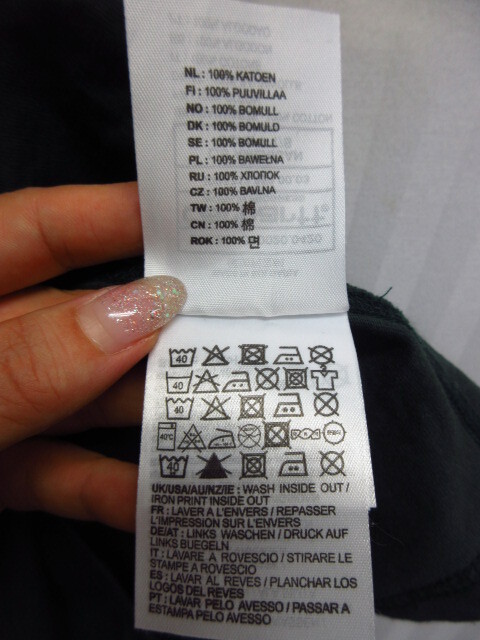 NL : 100% KATOEN
Fi : 100% PUUVILLAA
NO : 100% BOMULL
DK : 100% BOMULD
SE : 100% BOMULL
PL : 100% BAWEŁNA
RU : 100% ХЛОПОК
CZ : 100% BAVLNA
TW : 100% 棉
CN : 100% 棉
ROK : 100% 면
40
40
40
40°C
40
UK/USA/AU/NZ/IE : WASH INSIDE OUT /
IRON PRINT INSIDE OUT
FR : LAVER A L'ENVERS / REPASSER
L'IMPRESSION SUR L'ENVERS
DE/AT : LINKS WASCHEN / DRUCK AUF
LINKS BUEGELN
IT : LAVARE A ROVESCIO / STIRARE LE
STAMPE A ROVESCIO
ES : LAVAR AL REVES / PLANCHAR LOS
LOGOS DEL REVES
PT : LAVAR PELO AVESSO / PASSAR A
ESTAMPA PELO AVESSO